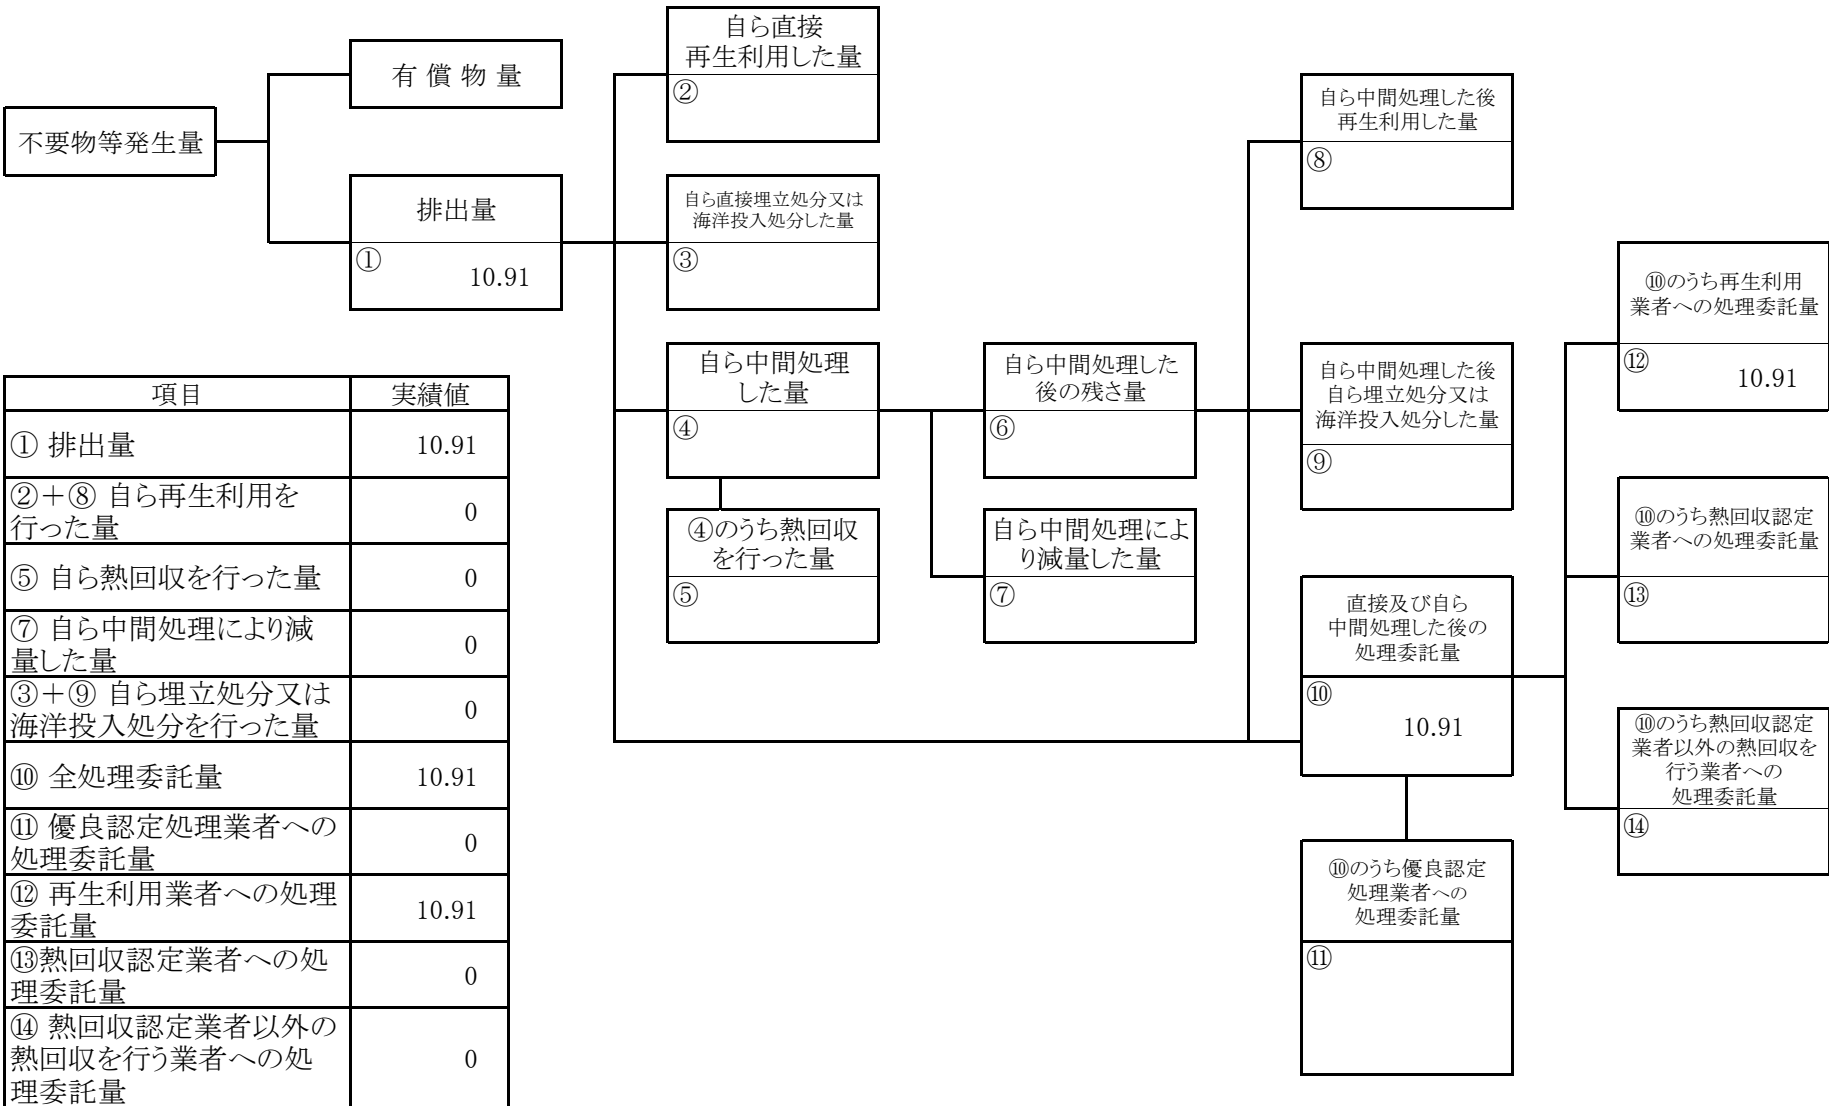 不要物等発生量
有 償 物 量
排出量
①
10.91
自ら直接
再生利用した量
②
自ら直接埋立処分又は
海洋投入処分した量
③
自ら中間処理
した量
④
④のうち熱回収
を行った量
⑤
自ら中間処理した
後の残さ量
⑥
自ら中間処理によ
り減量した量
⑦
自ら中間処理した後
再生利用した量
⑧
自ら中間処理した後
自ら埋立処分又は
海洋投入処分した量
⑨
直接及び自ら
中間処理した後の
処理委託量
⑩
10.91
⑩のうち優良認定
処理業者への
処理委託量
⑪
⑩のうち再生利用
業者への処理委託量
⑫
10.91
⑩のうち熱回収認定
業者への処理委託量
⑬
⑩のうち熱回収認定
業者以外の熱回収を
行う業者への
処理委託量
⑭
項目 実績値
① 排出量 10.91
②＋⑧ 自ら再生利用を
行った量 0
⑤ 自ら熱回収を行った量 0
⑦ 自ら中間処理により減
量した量 0
③＋⑨ 自ら埋立処分又は
海洋投入処分を行った量 0
⑩ 全処理委託量 10.91
⑪ 優良認定処理業者への
処理委託量 0
⑫ 再生利用業者への処理
委託量 10.91
⑬熱回収認定業者への処
理委託量 0
⑭ 熱回収認定業者以外の
熱回収を行う業者への処 0
理委託量